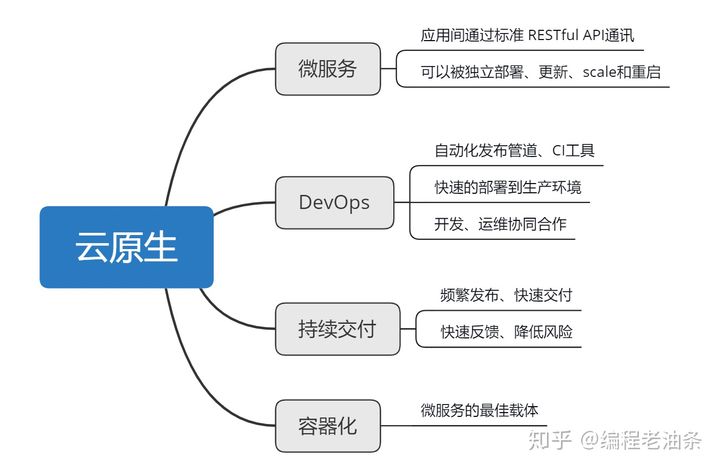 云原生
微服务
应用间通过标准 RESTful API通讯
可以被独立部署、更新、scale和重启
DevOps
自动化发布管道、CI工具
快速的部署到生产环境
开发、运维协同合作
持续交付
频繁发布、快速交付
快速反馈、降低风险
容器化
微服务的最佳载体
知乎 @编程老油条